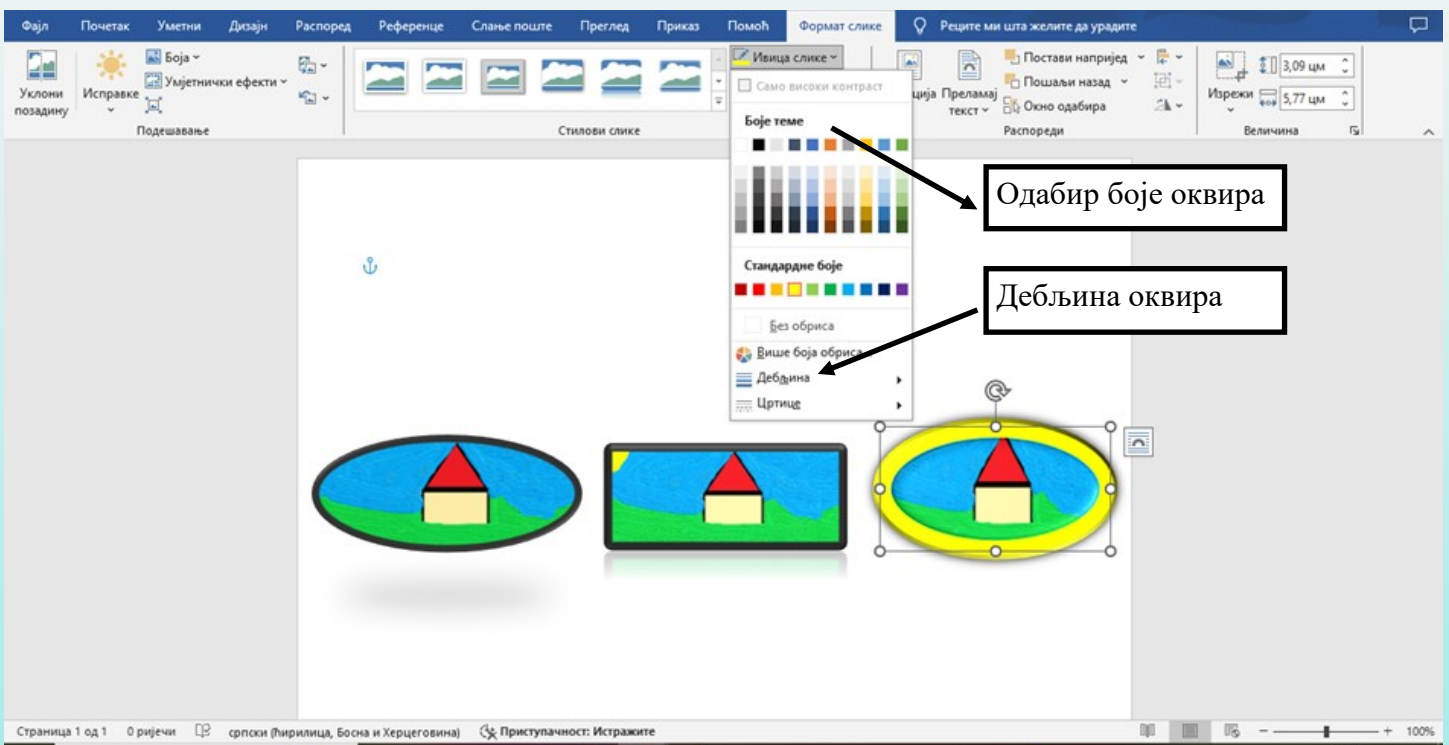 Фајл Почетак Уметни Дизајн Распоред Референце Слање поште Преглед Приказ Помоћ Формат слике Реците ми шта желите да урадите
Уклони позадину
Исправке
Боја
Умјетнички ефекти
Подешавање
Стилови слике
Ивица слике
Само високи контраст
Боје теме
Стандардне боје
Без обриса
Више боја обриса
Дебљина
Цртице
ција
Преламај
текст
Постави напријед
Пошаљи назад
Окно одабира
Распореди
Изрежи
3,09 цм
5,77 цм
Величина
Одабир боје оквира
Дебљина оквира
Страница 1 од 1 0 ријечи српски (ћирилица, Босна и Херцеговина) Приступачност: Истражите 100%